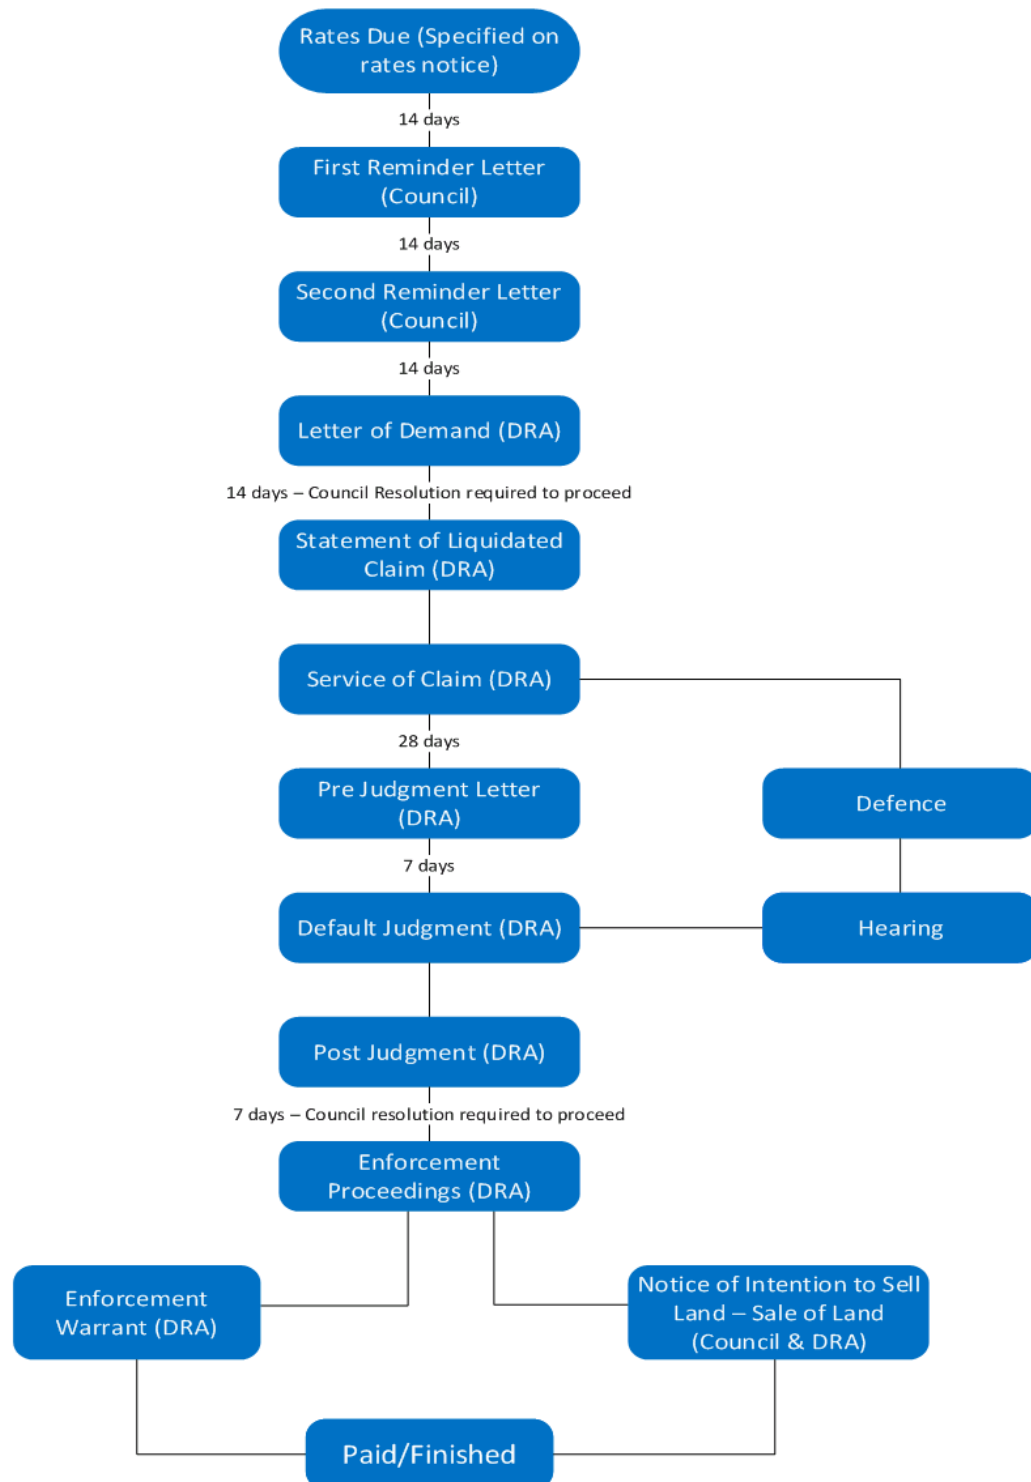 Rates Due (Specified on
rates notice)
14 days
First Reminder Letter
(Council)
14 days
Second Reminder Letter
(Council)
14 days
Letter of Demand (DRA)
14 days – Council Resolution required to proceed
Statement of Liquidated
Claim (DRA)
Service of Claim (DRA)
28 days
Pre Judgment Letter
(DRA)
Defence
7 days
Default Judgment (DRA)
Hearing
Post Judgment (DRA)
7 days – Council resolution required to proceed
Enforcement
Proceedings (DRA)
Enforcement
Warrant (DRA)
Notice of Intention to Sell
Land – Sale of Land
(Council & DRA)
Paid/Finished